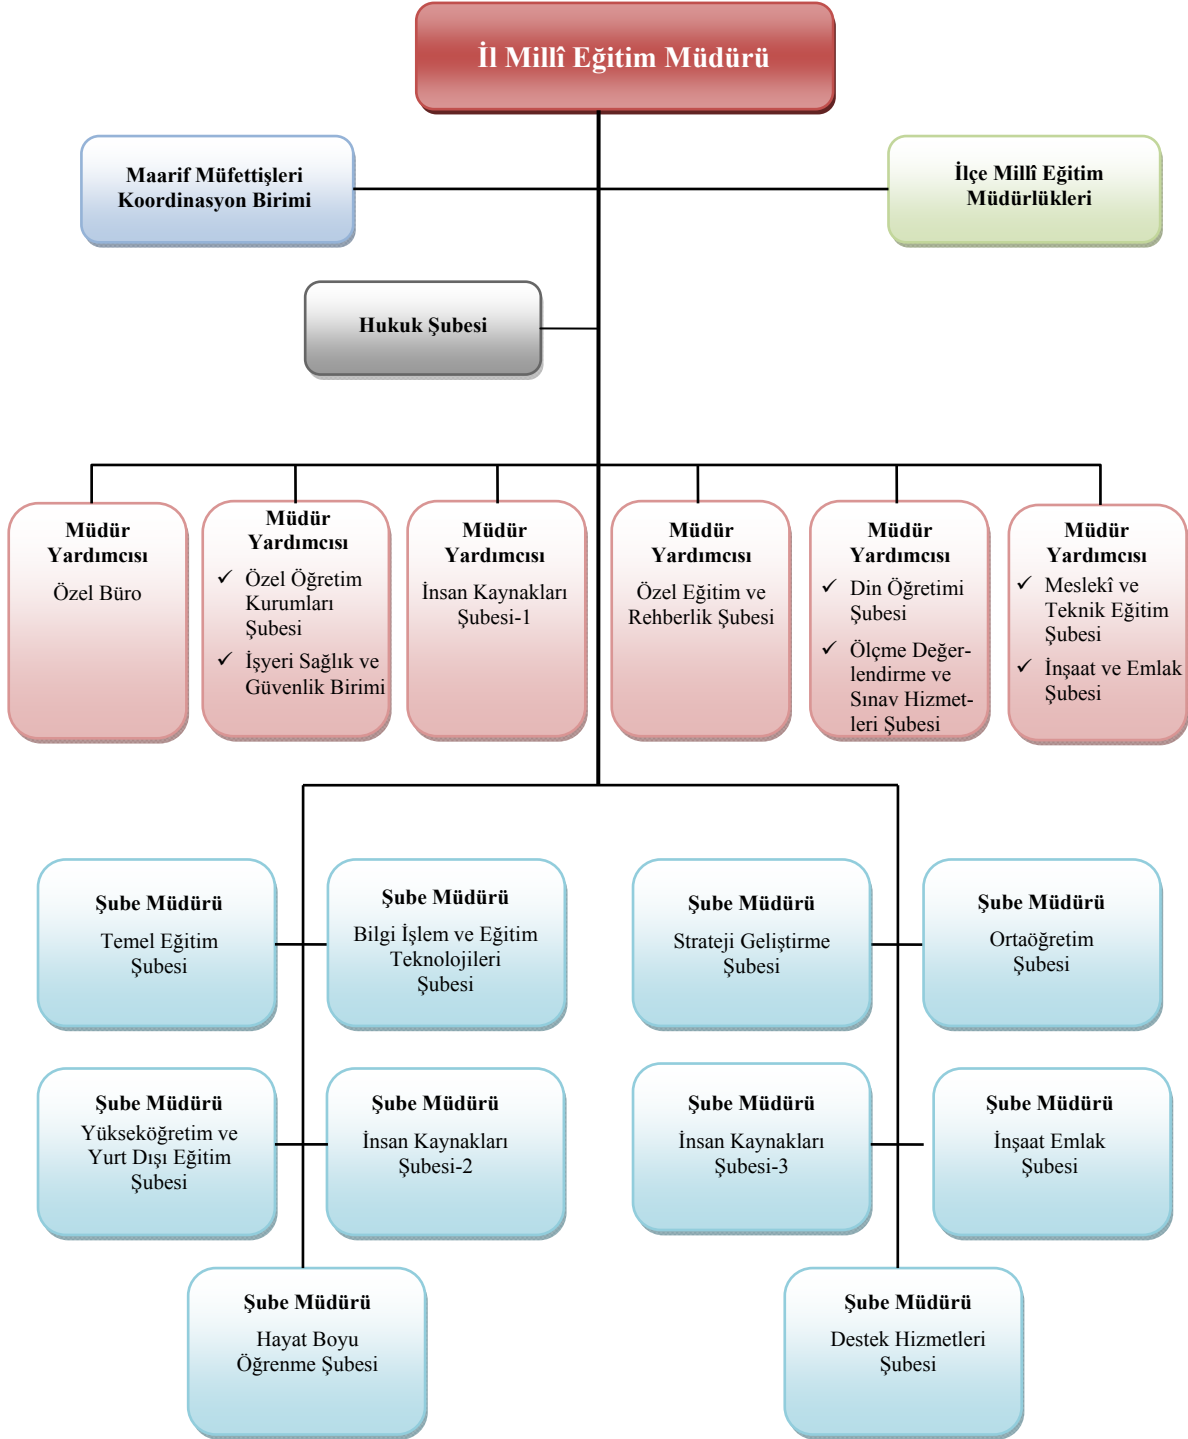 İl Millî Eğitim Müdürü
Maarif Müfettişleri
Koordinasyon Birimi
İlçe Millî Eğitim
Müdürlükleri
Hukuk Şubesi
Müdür
Yardımcısı
Özel Büro
Müdür
Yardımcısı
✓ Özel Öğretim
Kurumları
Şubesi
✓ İşyeri Sağlık ve
Güvenlik Birimi
Müdür
Yardımcısı
İnsan Kaynakları
Şubesi-1
Müdür
Yardımcısı
Özel Eğitim ve
Rehberlik Şubesi
Müdür
Yardımcısı
✓ Din Öğretimi
Şubesi
✓ Ölçme Değer-
lendirme ve
Sınav Hizmet-
leri Şubesi
Müdür
Yardımcısı
✓ Meslekî ve
Teknik Eğitim
Şubesi
✓ İnşaat ve Emlak
Şubesi
Şube Müdürü
Temel Eğitim
Şubesi
Şube Müdürü
Bilgi İşlem ve Eğitim
Teknolojileri
Şubesi
Şube Müdürü
Strateji Geliştirme
Şubesi
Şube Müdürü
Ortaöğretim
Şubesi
Şube Müdürü
Yükseköğretim ve
Yurt Dışı Eğitim
Şubesi
Şube Müdürü
İnsan Kaynakları
Şubesi-2
Şube Müdürü
İnsan Kaynakları
Şubesi-3
Şube Müdürü
İnşaat Emlak
Şubesi
Şube Müdürü
Hayat Boyu
Öğrenme Şubesi
Şube Müdürü
Destek Hizmetleri
Şubesi